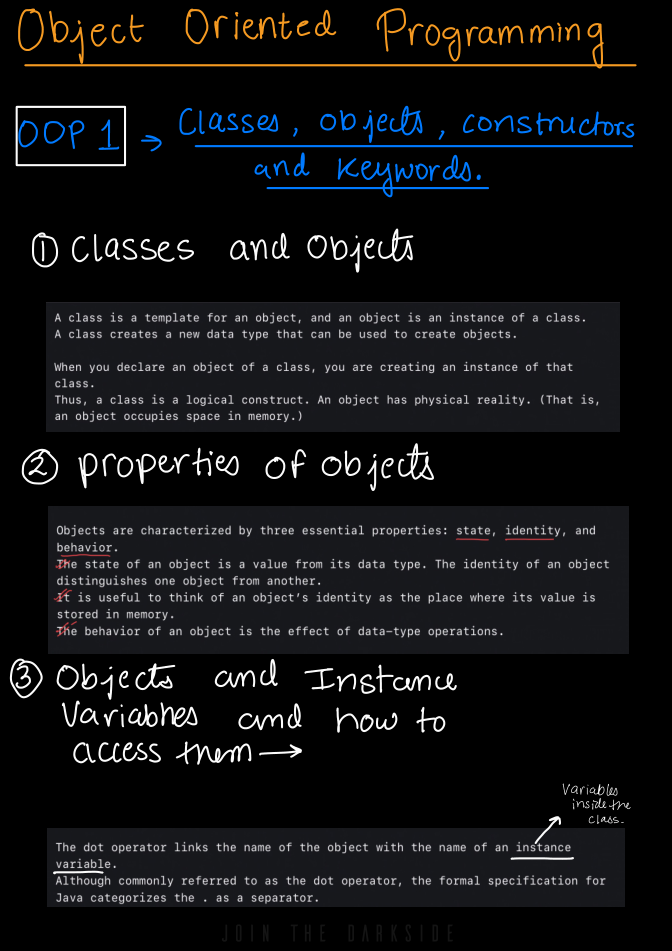 Object Oriented Programming
OOP 1 → Classes, objects, constructors
and Keywords.
① Classes and Objects
A class is a template for an object, and an object is an instance of a class.
A class creates a new data type that can be used to create objects.
When you declare an object of a class, you are creating an instance of that
class.
Thus, a class is a logical construct. An object has physical reality. (That is,
an object occupies space in memory.)
② properties of objects
Objects are characterized by three essential properties: state, identity, and
behavior.
The state of an object is a value from its data type. The identity of an object
distinguishes one object from another.
It is useful to think of an object’s identity as the place where its value is
stored in memory.
The behavior of an object is the effect of data-type operations.
③ Objects and Instance
Variabhes and how to
access them →
Variables
inside the
class.
The dot operator links the name of the object with the name of an instance
variable.
Although commonly referred to as the dot operator, the formal specification for
Java categorizes the . as a separator.
JOIN THE DARKSIDE